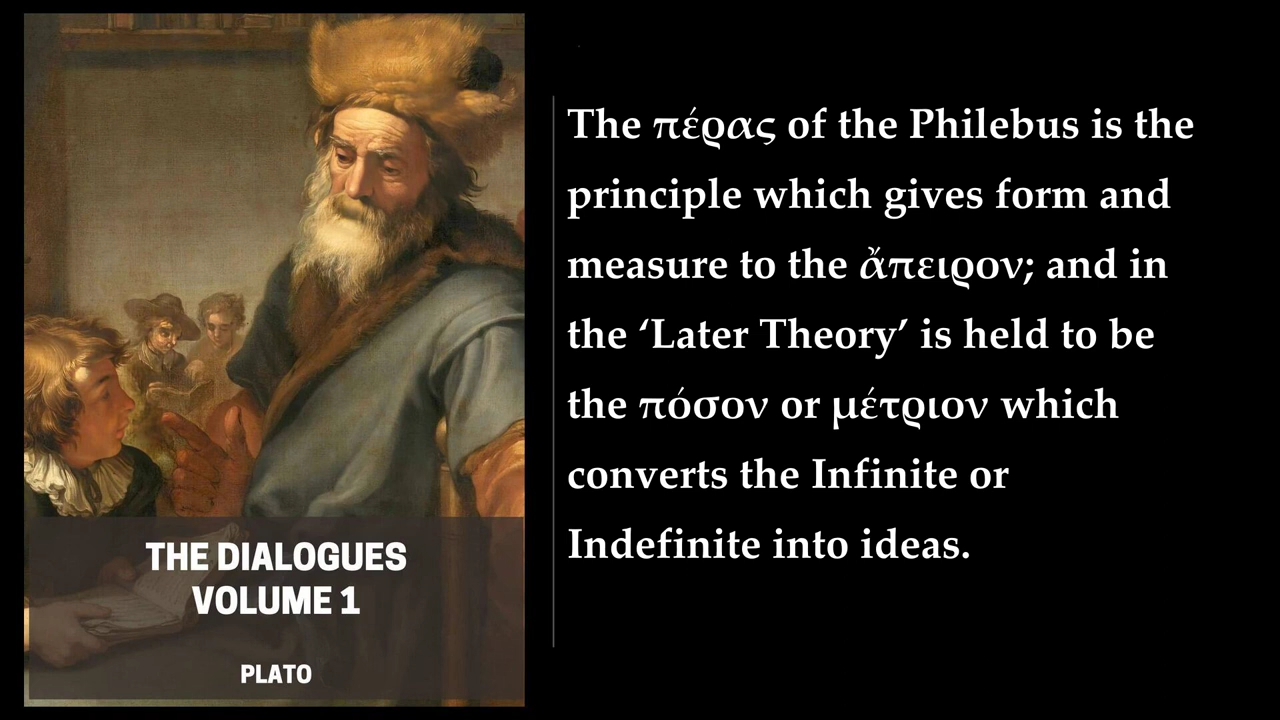 THE DIALOGUES
VOLUME 1
PLATO
The πέρας of the Philebus is the
principle which gives form and
measure to the ἄπειρον; and in
the ‘Later Theory’ is held to be
the πόσον or μέτριον which
converts the Infinite or
Indefinite into ideas.